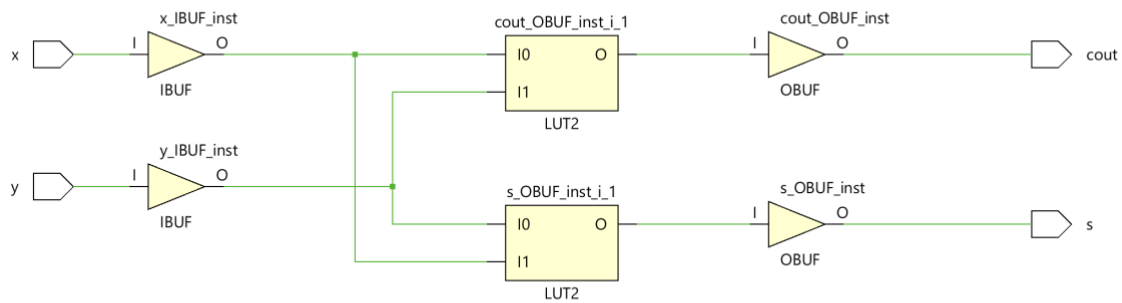 x_IBUF_inst
x
I
O
IBUF
cout_OBUF_inst_i_1
I0
O
I1
LUT2
cout_OBUF_inst
I
O
OBUF
cout
y_IBUF_inst
y
I
O
IBUF
s_OBUF_inst_i_1
I0
O
I1
LUT2
s_OBUF_inst
I
O
OBUF
s